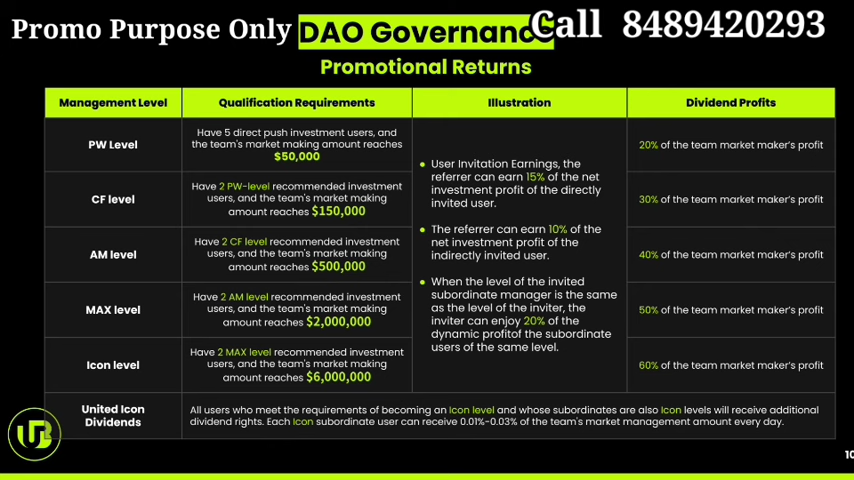 Promo Purpose Only DAO Governance Call 8489420293
Promotional Returns
Management Level Qualification Requirements Illustration Dividend Profits
PW Level
Have 5 direct push investment users, and
the team's market making amount reaches
$50,000
20% of the team market maker's profit
CF level
Have 2 PW-level recommended investment
users, and the team's market making
amount reaches $150,000
30% of the team market maker's profit
AM level
Have 2 CF level recommended investment
users, and the team's market making
amount reaches $500,000
40% of the team market maker's profit
MAX level
Have 2 AM level recommended investment
users, and the team's market making
amount reaches $2,000,000
50% of the team market maker's profit
Icon level
Have 2 MAX level recommended investment
users, and the team's market making
amount reaches $6,000,000
60% of the team market maker's profit
User Invitation Earnings, the
referrer can earn 15% of the net
investment profit of the directly
invited user.
The referrer can earn 10% of the
net investment profit of the
indirectly invited user.
When the level of the invited
subordinate manager is the same
as the level of the inviter, the
inviter can enjoy 20% of the
dynamic profitof the subordinate
users of the same level.
United Icon
Dividends
All users who meet the requirements of becoming an Icon level and whose subordinates are also Icon levels will receive additional
dividend rights. Each Icon subordinate user can receive 0.01%-0.03% of the team's market management amount every day.